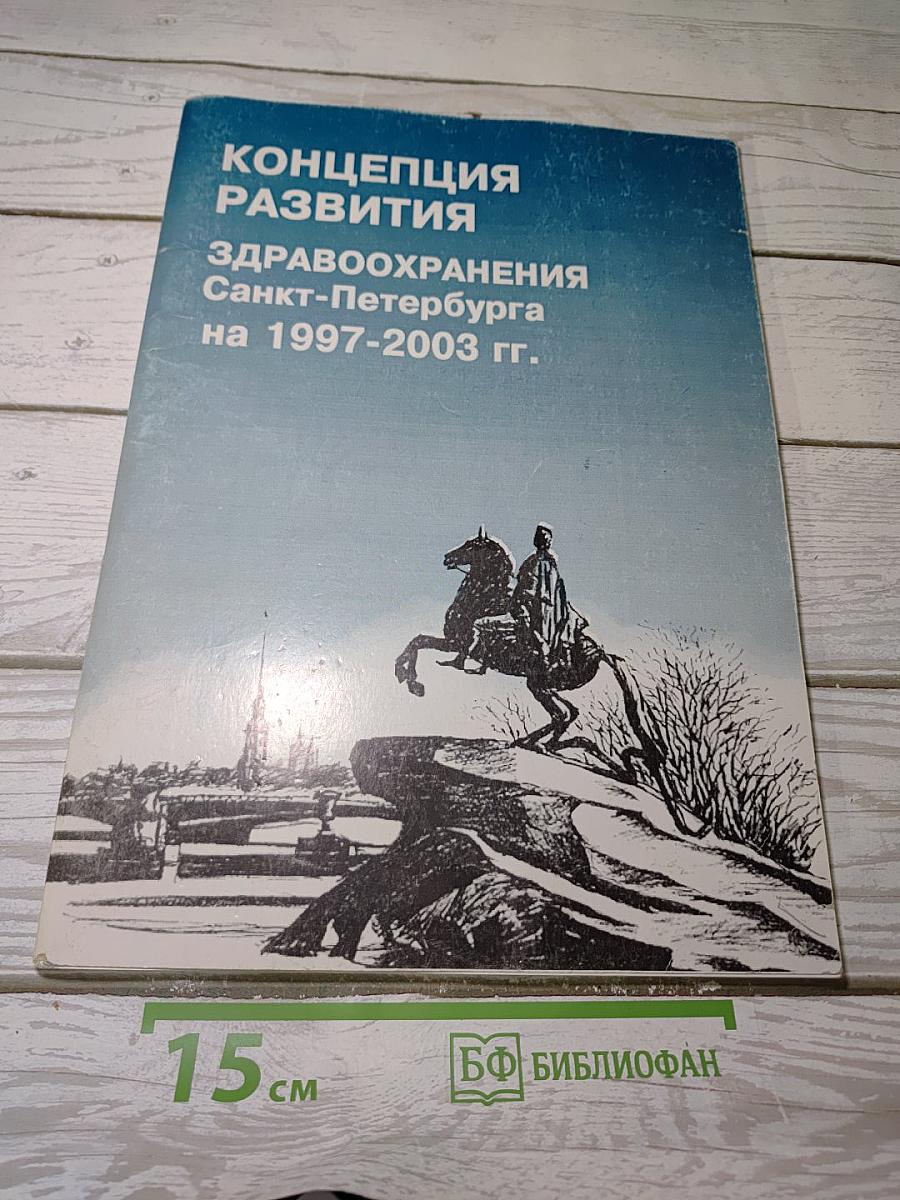 КОНЦЕПЦИЯ
РАЗВИТИЯ
ЗДРАВООХРАНЕНИЯ
Санкт-Петербурга
на 1997-2003 гг.
15 см
БФ БИБЛИОФАН